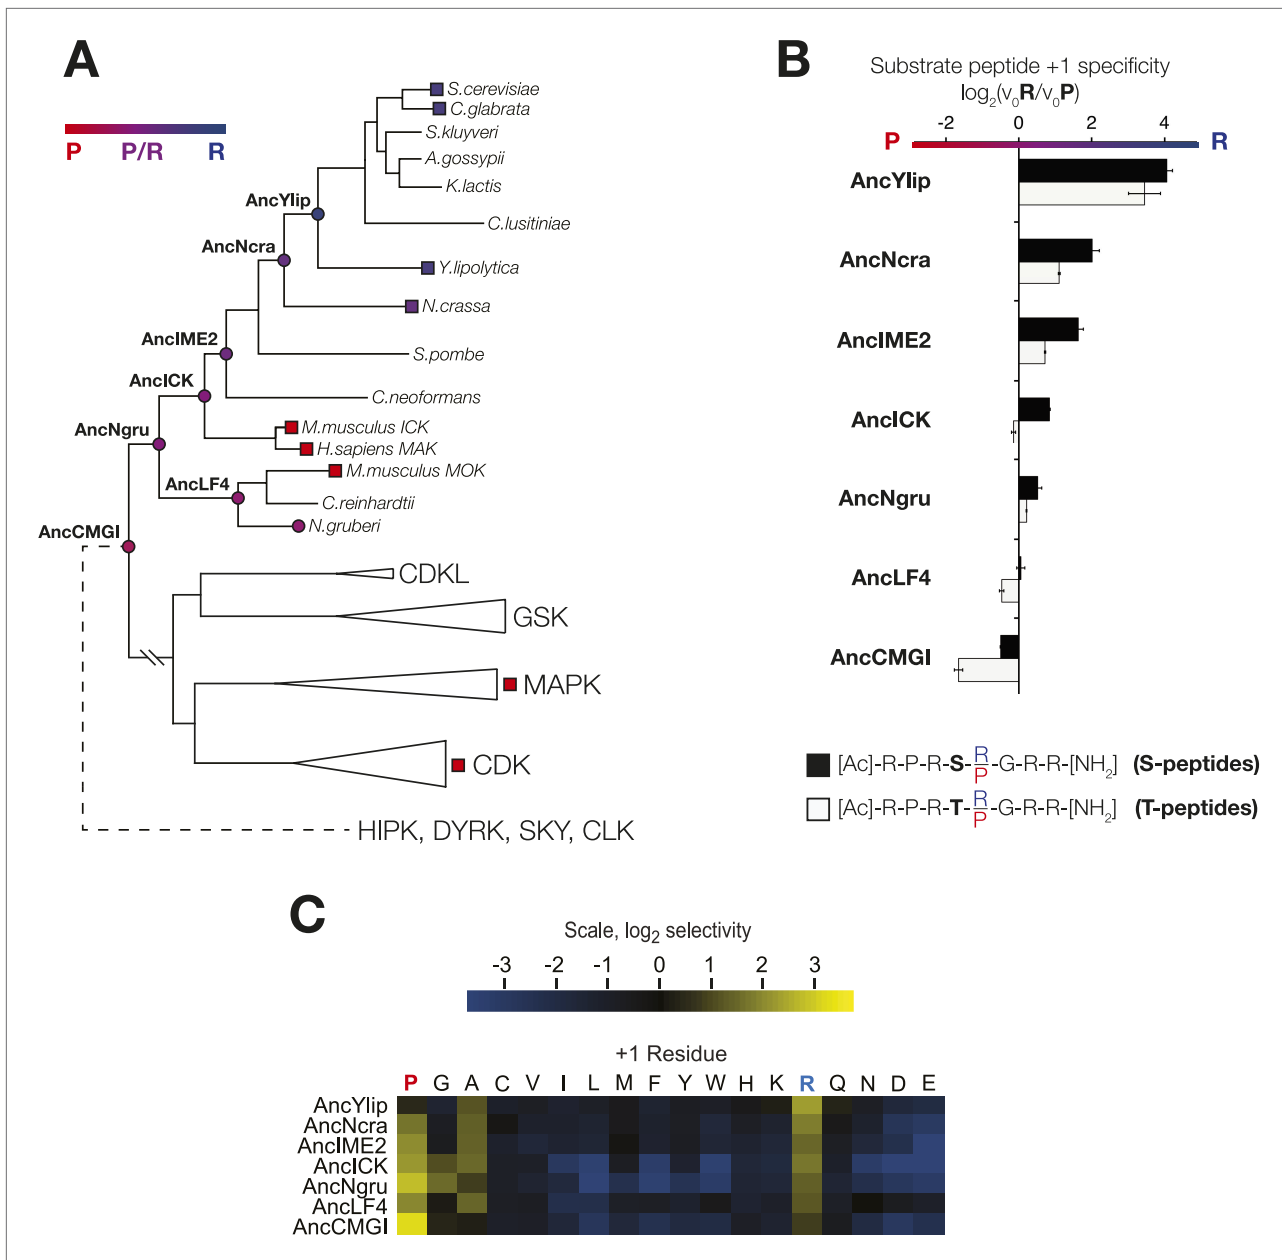 A
P P/R R
S.cerevisiae
C.glabrata
S.kluyveri
A.gossypii
K.lactis
AncYlip
C.lusitiniae
AncNcra
Y.lipolytica
N.crassa
AncIME2
S.pombe
AncICK
C.neoformans
AncNgru
M.musculus ICK
H.sapiens MAK
M.musculus MOK
AncLF4
C.reinhardtii
N.gruberi
AncCMGI
CDKL
GSK
MAPK
CDK
HIPK, DYRK, SKY, CLK
B
Substrate peptide +1 specificity
log2(v0R/v0P)
-2 0 2 4
P R
AncYlip
AncNcra
AncIME2
AncICK
AncNgru
AncLF4
AncCMGI
[Ac]-R-P-R-S-R/P-G-R-R-[NH2] (S-peptides)
[Ac]-R-P-R-T-R/P-G-R-R-[NH2] (T-peptides)
C
Scale, log2 selectivity
-3 -2 -1 0 1 2 3
+1 Residue
P G A C V I L M F Y W H K R Q N D E
AncYlip
AncNcra
AncIME2
AncICK
AncNgru
AncLF4
AncCMGI